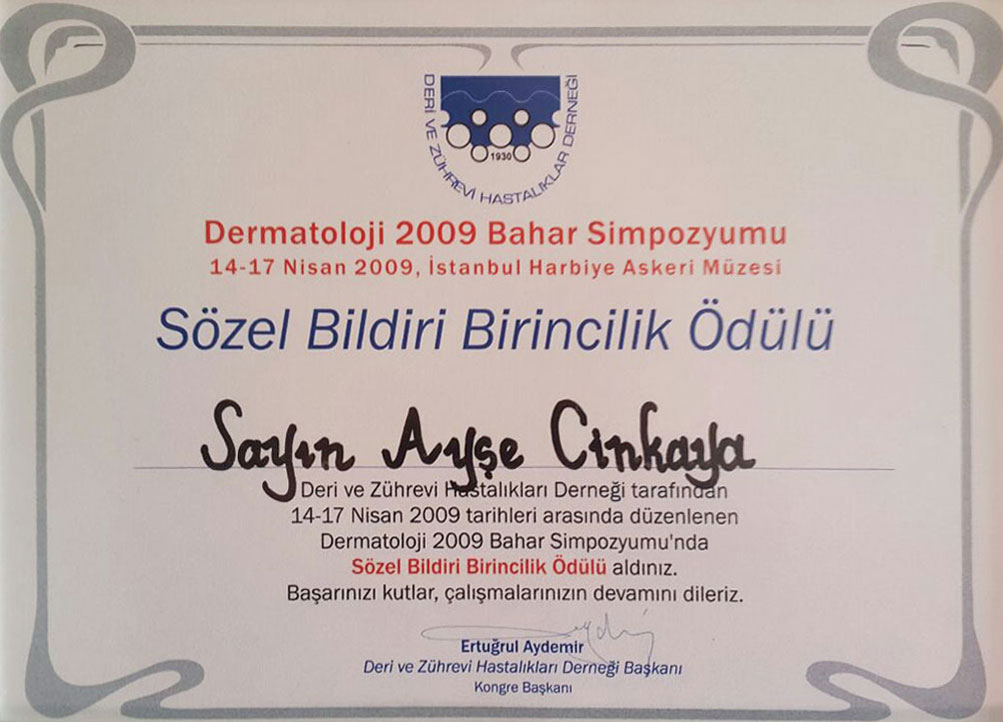 DERİ VE ZÜHREVİ HASTALIKLAR DERNEĞİ
1930
Dermatoloji 2009 Bahar Simpozyumu
14-17 Nisan 2009, İstanbul Harbiye Askeri Müzesi
Sözel Bildiri Birincilik Ödülü
Sayın Ayşe Cinkaya
Deri ve Zührevi Hastalıkları Derneği tarafından
14-17 Nisan 2009 tarihleri arasında düzenlenen
Dermatoloji 2009 Bahar Simpozyumu'nda
Sözel Bildiri Birincilik Ödülü aldınız.
Başarınızı kutlar, çalışmalarınızın devamını dileriz.
Ertuğrul Aydemir
Deri ve Zührevi Hastalıkları Derneği Başkanı
Kongre Başkanı